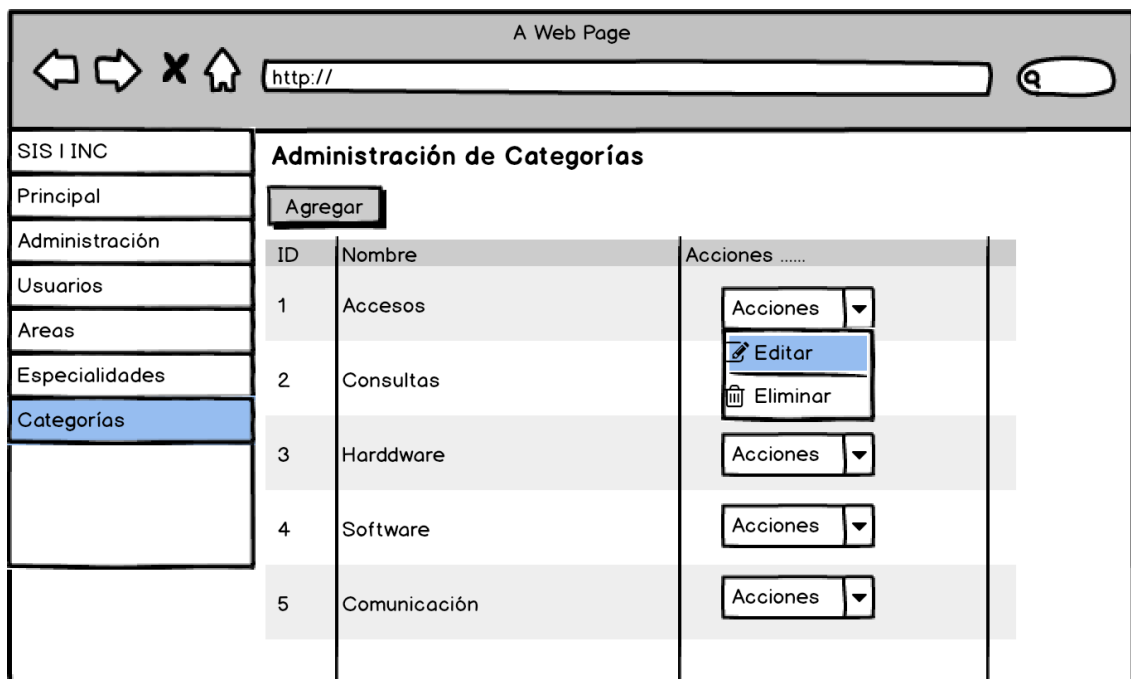 A Web Page
http://
SIS I INC
Principal
Administración
Usuarios
Areas
Especialidades
Categorías
Administración de Categorías
Agregar
ID Nombre Acciones ......
1 Accesos Acciones
Editar
2 Consultas
Eliminar
3 Harddware Acciones
4 Software Acciones
5 Comunicación Acciones